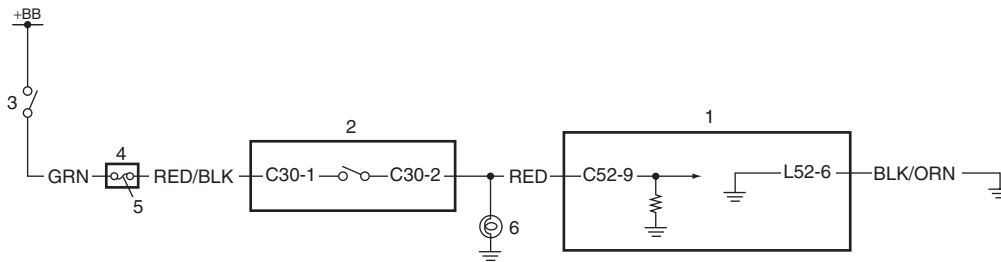 +BB
3
GRN
4
5
RED/BLK
2
C30-1
C30-2
6
RED
1
C52-9
L52-6
BLK/ORN